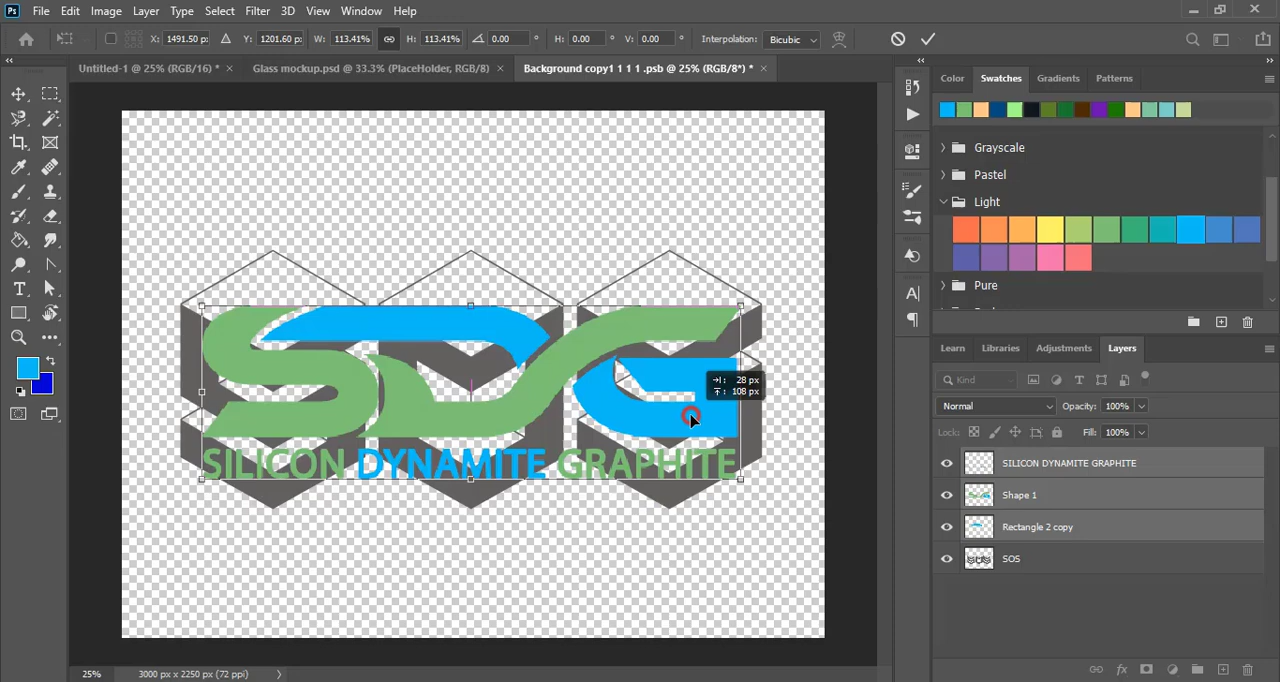 Ps File Edit Image Layer Type Select Filter 3D View Window Help
X: 1491.50 px Y: 1201.60 px W: 113.41% H: 113.41% 0.00 ° H: 0.00 ° V: 0.00 ° Interpolation: Bicubic
Untitled-1 @ 25% (RGB/16) * × Glass mockup.psd @ 33.3% (PlaceHolder, RGB/8) × Background copy1 1 1 1 .psb @ 25% (RGB/8*) * ×
Color Swatches Gradients Patterns
Grayscale
Pastel
Light
Pure
Learn Libraries Adjustments Layers
Kind
Normal Opacity: 100%
Lock: Fill: 100%
SILICON DYNAMITE GRAPHITE
Shape 1
Rectangle 2 copy
SOS
28 px
108 px
SILICON DYNAMITE GRAPHITE
25% 3000 px x 2250 px (72 ppi)